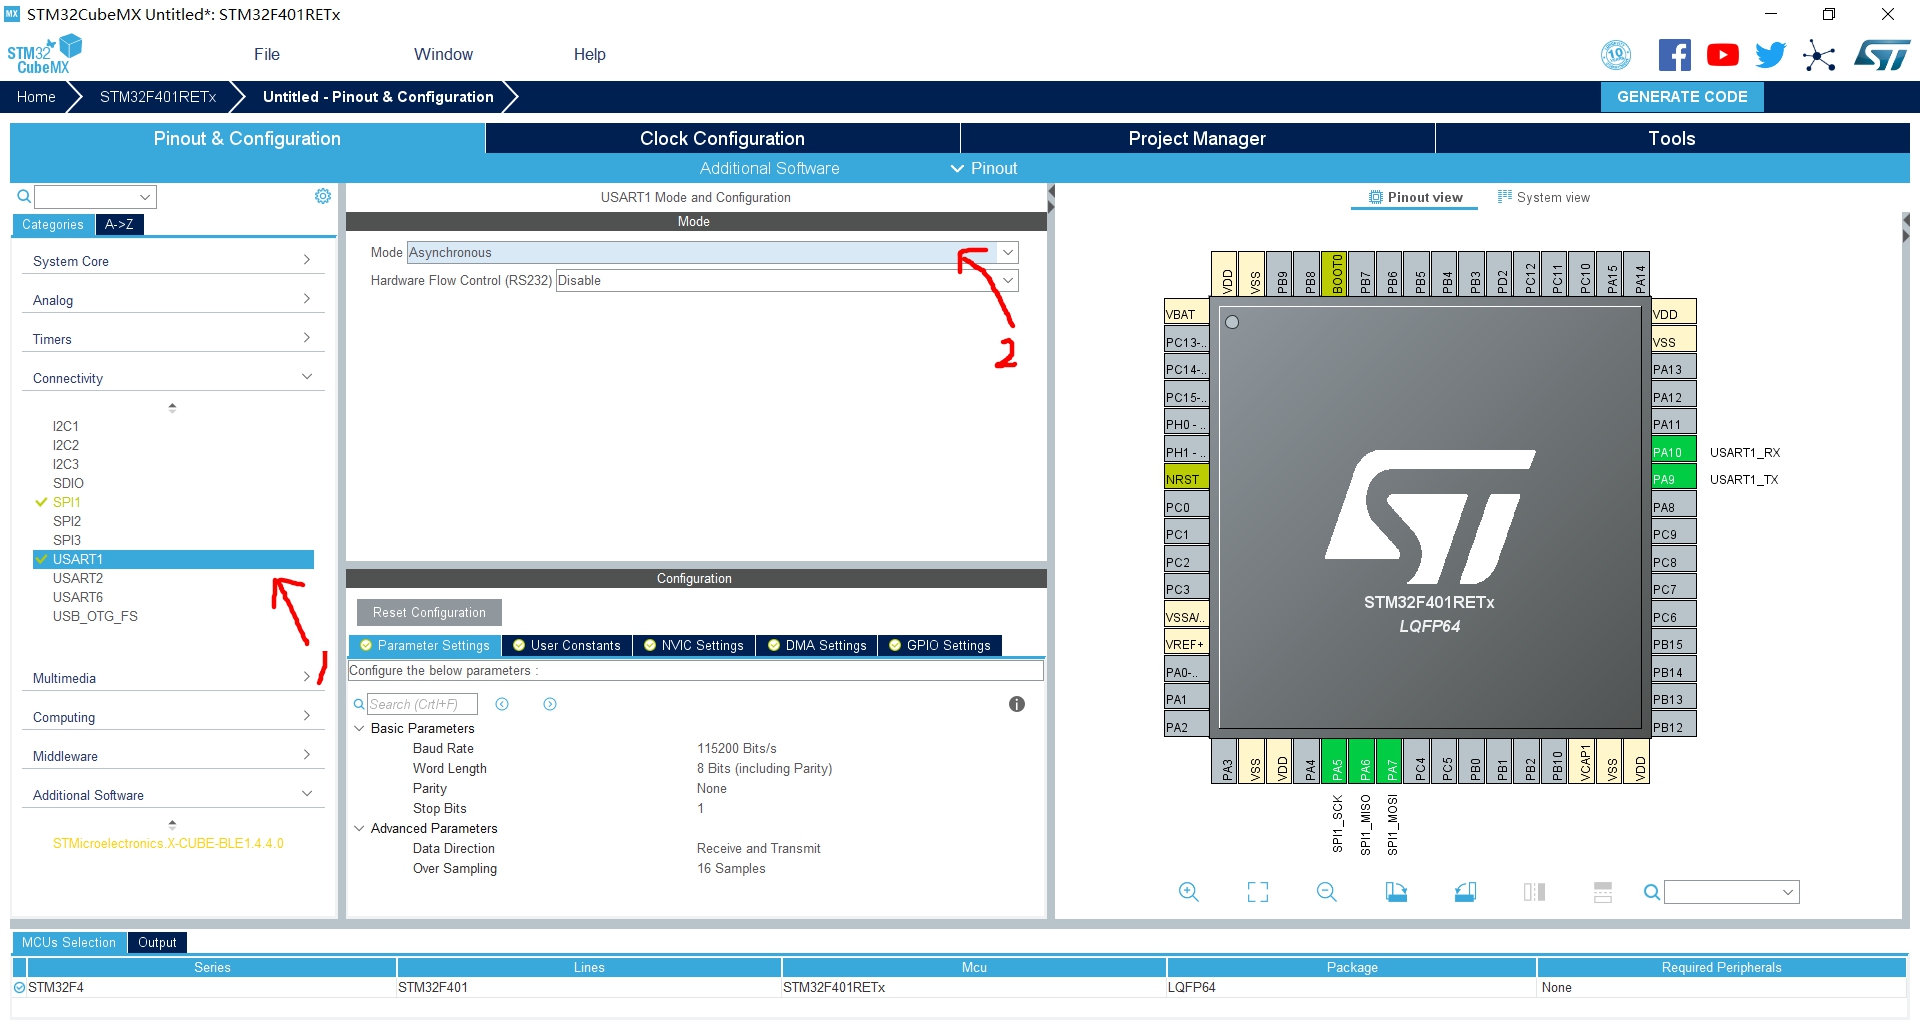 MX STM32CubeMX Untitled*: STM32F401RETx
STM32 CubeMX
File Window Help
10
Home STM32F401RETx Untitled - Pinout & Configuration GENERATE CODE
Pinout & Configuration Clock Configuration Project Manager Tools
Additional Software Pinout
Categories A->Z
System Core
Analog
Timers
Connectivity
I2C1
I2C2
I2C3
SDIO
SPI1
SPI2
SPI3
USART1
USART2
USART6
USB_OTG_FS
1
Multimedia
Computing
Middleware
Additional Software
STMicroelectronics.X-CUBE-BLE1.4.4.0
USART1 Mode and Configuration
Mode
Mode Asynchronous
Hardware Flow Control (RS232) Disable
2
Configuration
Reset Configuration
Parameter Settings User Constants NVIC Settings DMA Settings GPIO Settings
Configure the below parameters :
Search (Crtl+F)
Basic Parameters
Baud Rate 115200 Bits/s
Word Length 8 Bits (including Parity)
Parity None
Stop Bits 1
Advanced Parameters
Data Direction Receive and Transmit
Over Sampling 16 Samples
Pinout view System view
VDD VSS PB9 PB8 BOOT0 PB7 PB6 PB5 PB4 PB3 PD2 PC12 PC11 PC10 PA15 PA14
VBAT
PC13-..
PC14-..
PC15-..
PH0 - ..
PH1 - ..
NRST
PC0
PC1
PC2
PC3
VSSA/..
VREF+
PA0-..
PA1
PA2
STM32F401RETx
LQFP64
VDD
VSS
PA13
PA12
PA11
PA10 USART1_RX
PA9 USART1_TX
PA8
PC9
PC8
PC7
PC6
PB15
PB14
PB13
PB12
PA3 VSS VDD PA4 PA5 PA6 PA7 PC4 PC5 PB0 PB1 PB2 PB10 VCAP1 VSS VDD
SPI1_SCK SPI1_MISO SPI1_MOSI
MCUs Selection Output
Series Lines Mcu Package Required Peripherals
STM32F4 STM32F401 STM32F401RETx LQFP64 None